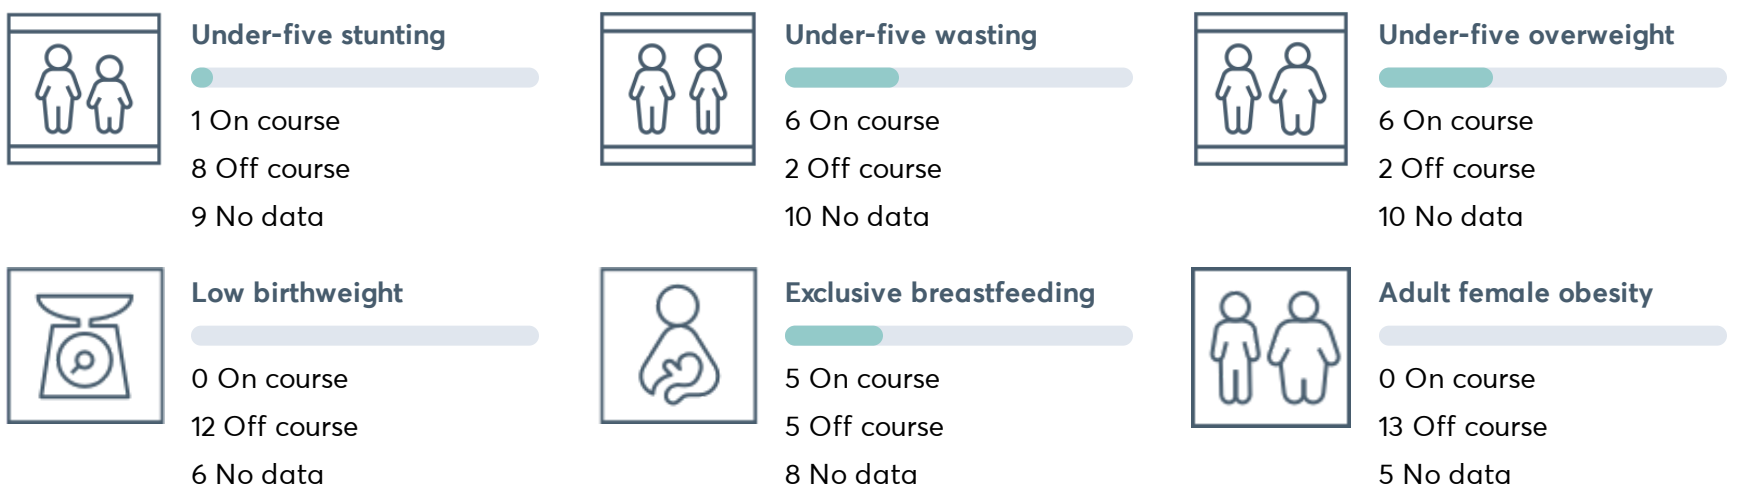 Under-five stunting
1 On course
8 Off course
9 No data
Under-five wasting
6 On course
2 Off course
10 No data
Under-five overweight
6 On course
2 Off course
10 No data
Low birthweight
0 On course
12 Off course
6 No data
Exclusive breastfeeding
5 On course
5 Off course
8 No data
Adult female obesity
0 On course
13 Off course
5 No data